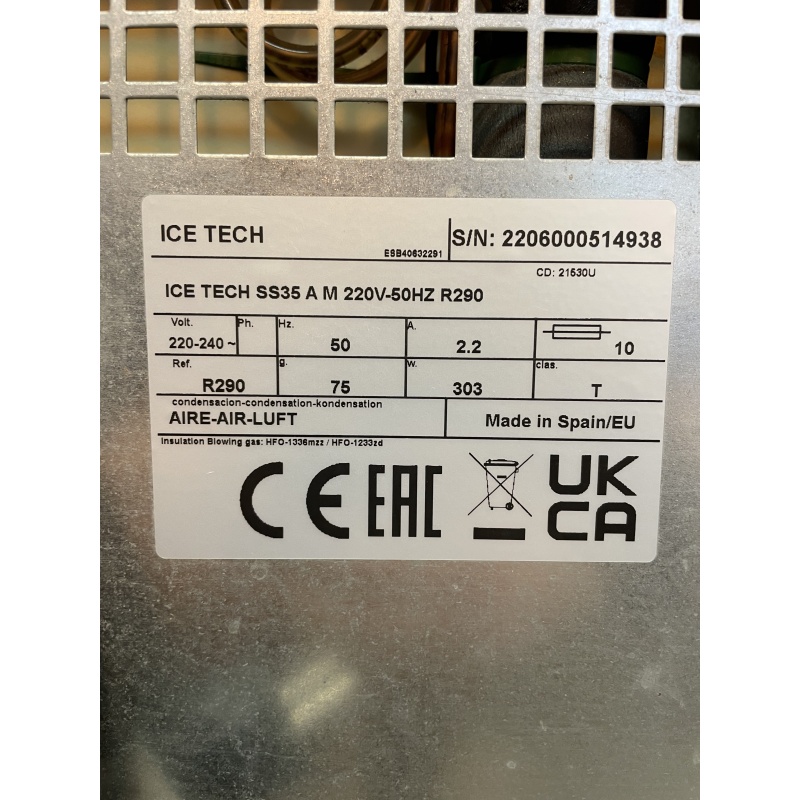 ICE TECH
ESB40632291
S/N: 2206000514938
CD: 21530U
ICE TECH SS35 A M 220V-50HZ R290
Volt. Ph. Hz. A.
220-240 ~ 50 2.2 10
Ref. g. w. clas.
R290 75 303 T
condensacion-condensation-kondensation
AIRE-AIR-LUFT
Made in Spain/EU
Insulation Blowing gas: HFO-1336mzz / HFO-1233zd
CE EAC UK
CA